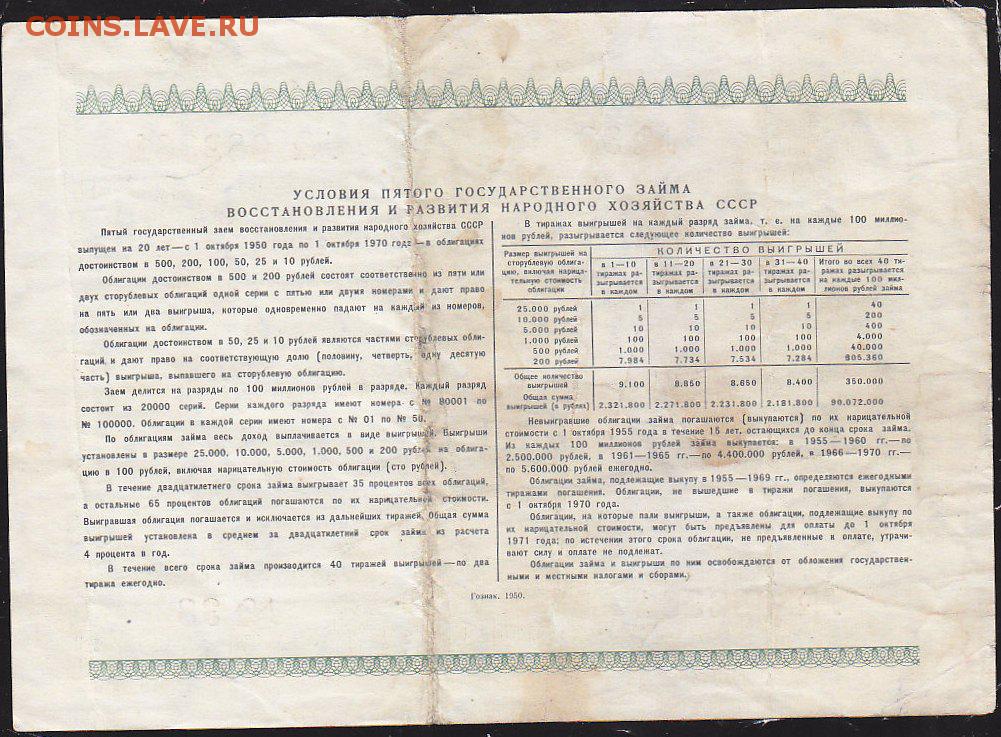 COINS.LAVE.RU
УСЛОВИЯ ПЯТОГО ГОСУДАРСТВЕННОГО ЗАЙМА
ВОССТАНОВЛЕНИЯ И РАЗВИТИЯ НАРОДНОГО ХОЗЯЙСТВА СССР
Пятый государственный заем восстановления и развития народного хозяйства СССР
выпущен на 20 лет — с 1 октября 1950 года по 1 октября 1970 года — в облигациях
достоинством в 500, 200, 100, 50, 25 и 10 рублей.
Облигации достоинством в 500 и 200 рублей состоят соответственно из пяти или
двух сторублевых облигаций одной серии с пятью или двумя номерами и дают право
на пять или два выигрыша, которые одновременно падают на каждый из номеров,
обозначенных на облигации.
Облигации достоинством в 50, 25 и 10 рублей являются частями сторублевых обли-
гаций и дают право на соответствующую долю (половину, четверть, одну десятую
часть) выигрыша, выпавшего на сторублевую облигацию.
Заем делится на разряды по 100 миллионов рублей в разряде. Каждый разряд
состоит из 20000 серий. Серии каждого разряда имеют номера с № 80001 по
№ 100000. Облигации в каждой серии имеют номера с № 01 по № 50.
По облигациям займа весь доход выплачивается в виде выигрышей. Выигрыши
установлены в размере 25.000, 10.000, 5.000, 1.000, 500 и 200 рублей на облига-
цию в 100 рублей, включая нарицательную стоимость облигации (сто рублей).
В течение двадцатилетнего срока займа выигрывает 35 процентов всех облигаций,
а остальные 65 процентов облигаций погашаются по их нарицательной стоимости.
Выигравшая облигация погашается и исключается из дальнейших тиражей. Общая сумма
выигрышей установлена в среднем за двадцатилетний срок займа из расчета
4 процента в год.
В течение всего срока займа производится 40 тиражей выигрышей — по два
тиража ежегодно.
В тиражах выигрышей на каждый разряд займа, т. е. на каждые 100 миллио-
нов рублей, разыгрывается следующее количество выигрышей:
Размер выигрышей на сторублевую облига-цию, включая нарица-тельную стоимость облигации
КОЛИЧЕСТВО ВЫИГРЫШЕЙ
в 1—10 тиражах ра-зыгрывается в каждом
в 11—20 тиражах ра-зыгрывается в каждом
в 21—30 тиражах ра-зыгрывается в каждом
в 31—40 тиражах ра-зыгрывается в каждом
Итого во всех 40 ти-ражах разыгрывается на каждые 100 мил-лионов рублей займа
25.000 рублей 1 1 1 1 40
10.000 рублей 5 5 5 5 200
5.000 рублей 10 10 10 10 400
1.000 рублей 100 100 100 100 4.000
500 рублей 1.000 1.000 1.000 1.000 40.000
200 рублей 7.984 7.734 7.534 7.284 305.360
Общее количество выигрышей 9.100 8.850 8.650 8.400 350.000
Общая сумма выигрышей (в рублях) 2.321.800 2.271.800 2.231.800 2.181.800 90.072.000
Невыигравшие облигации займа погашаются (выкупаются) по их нарицательной
стоимости с 1 октября 1955 года в течение 15 лет, остающихся до конца срока займа.
Из каждых 100 миллионов рублей займа выкупается: в 1955—1960 гг.—по
2.500.000 рублей, в 1961—1965 гг.—по 4.400.000 рублей, в 1966—1970 гг.—
по 5.600.000 рублей ежегодно.
Облигации займа, подлежащие выкупу в 1955—1969 гг., определяются ежегодными
тиражами погашения. Облигации, не вышедшие в тиражи погашения, выкупаются
с 1 октября 1970 года.
Облигации, на которые пали выигрыши, а также облигации, подлежащие выкупу по
их нарицательной стоимости, могут быть предъявлены для оплаты до 1 октября
1971 года; по истечении этого срока облигации, не предъявленные к оплате, утрачи-
вают силу и оплате не подлежат.
Облигации займа и выигрыши по ним освобождаются от обложения государствен-
ными и местными налогами и сборами.
Гознак. 1950.